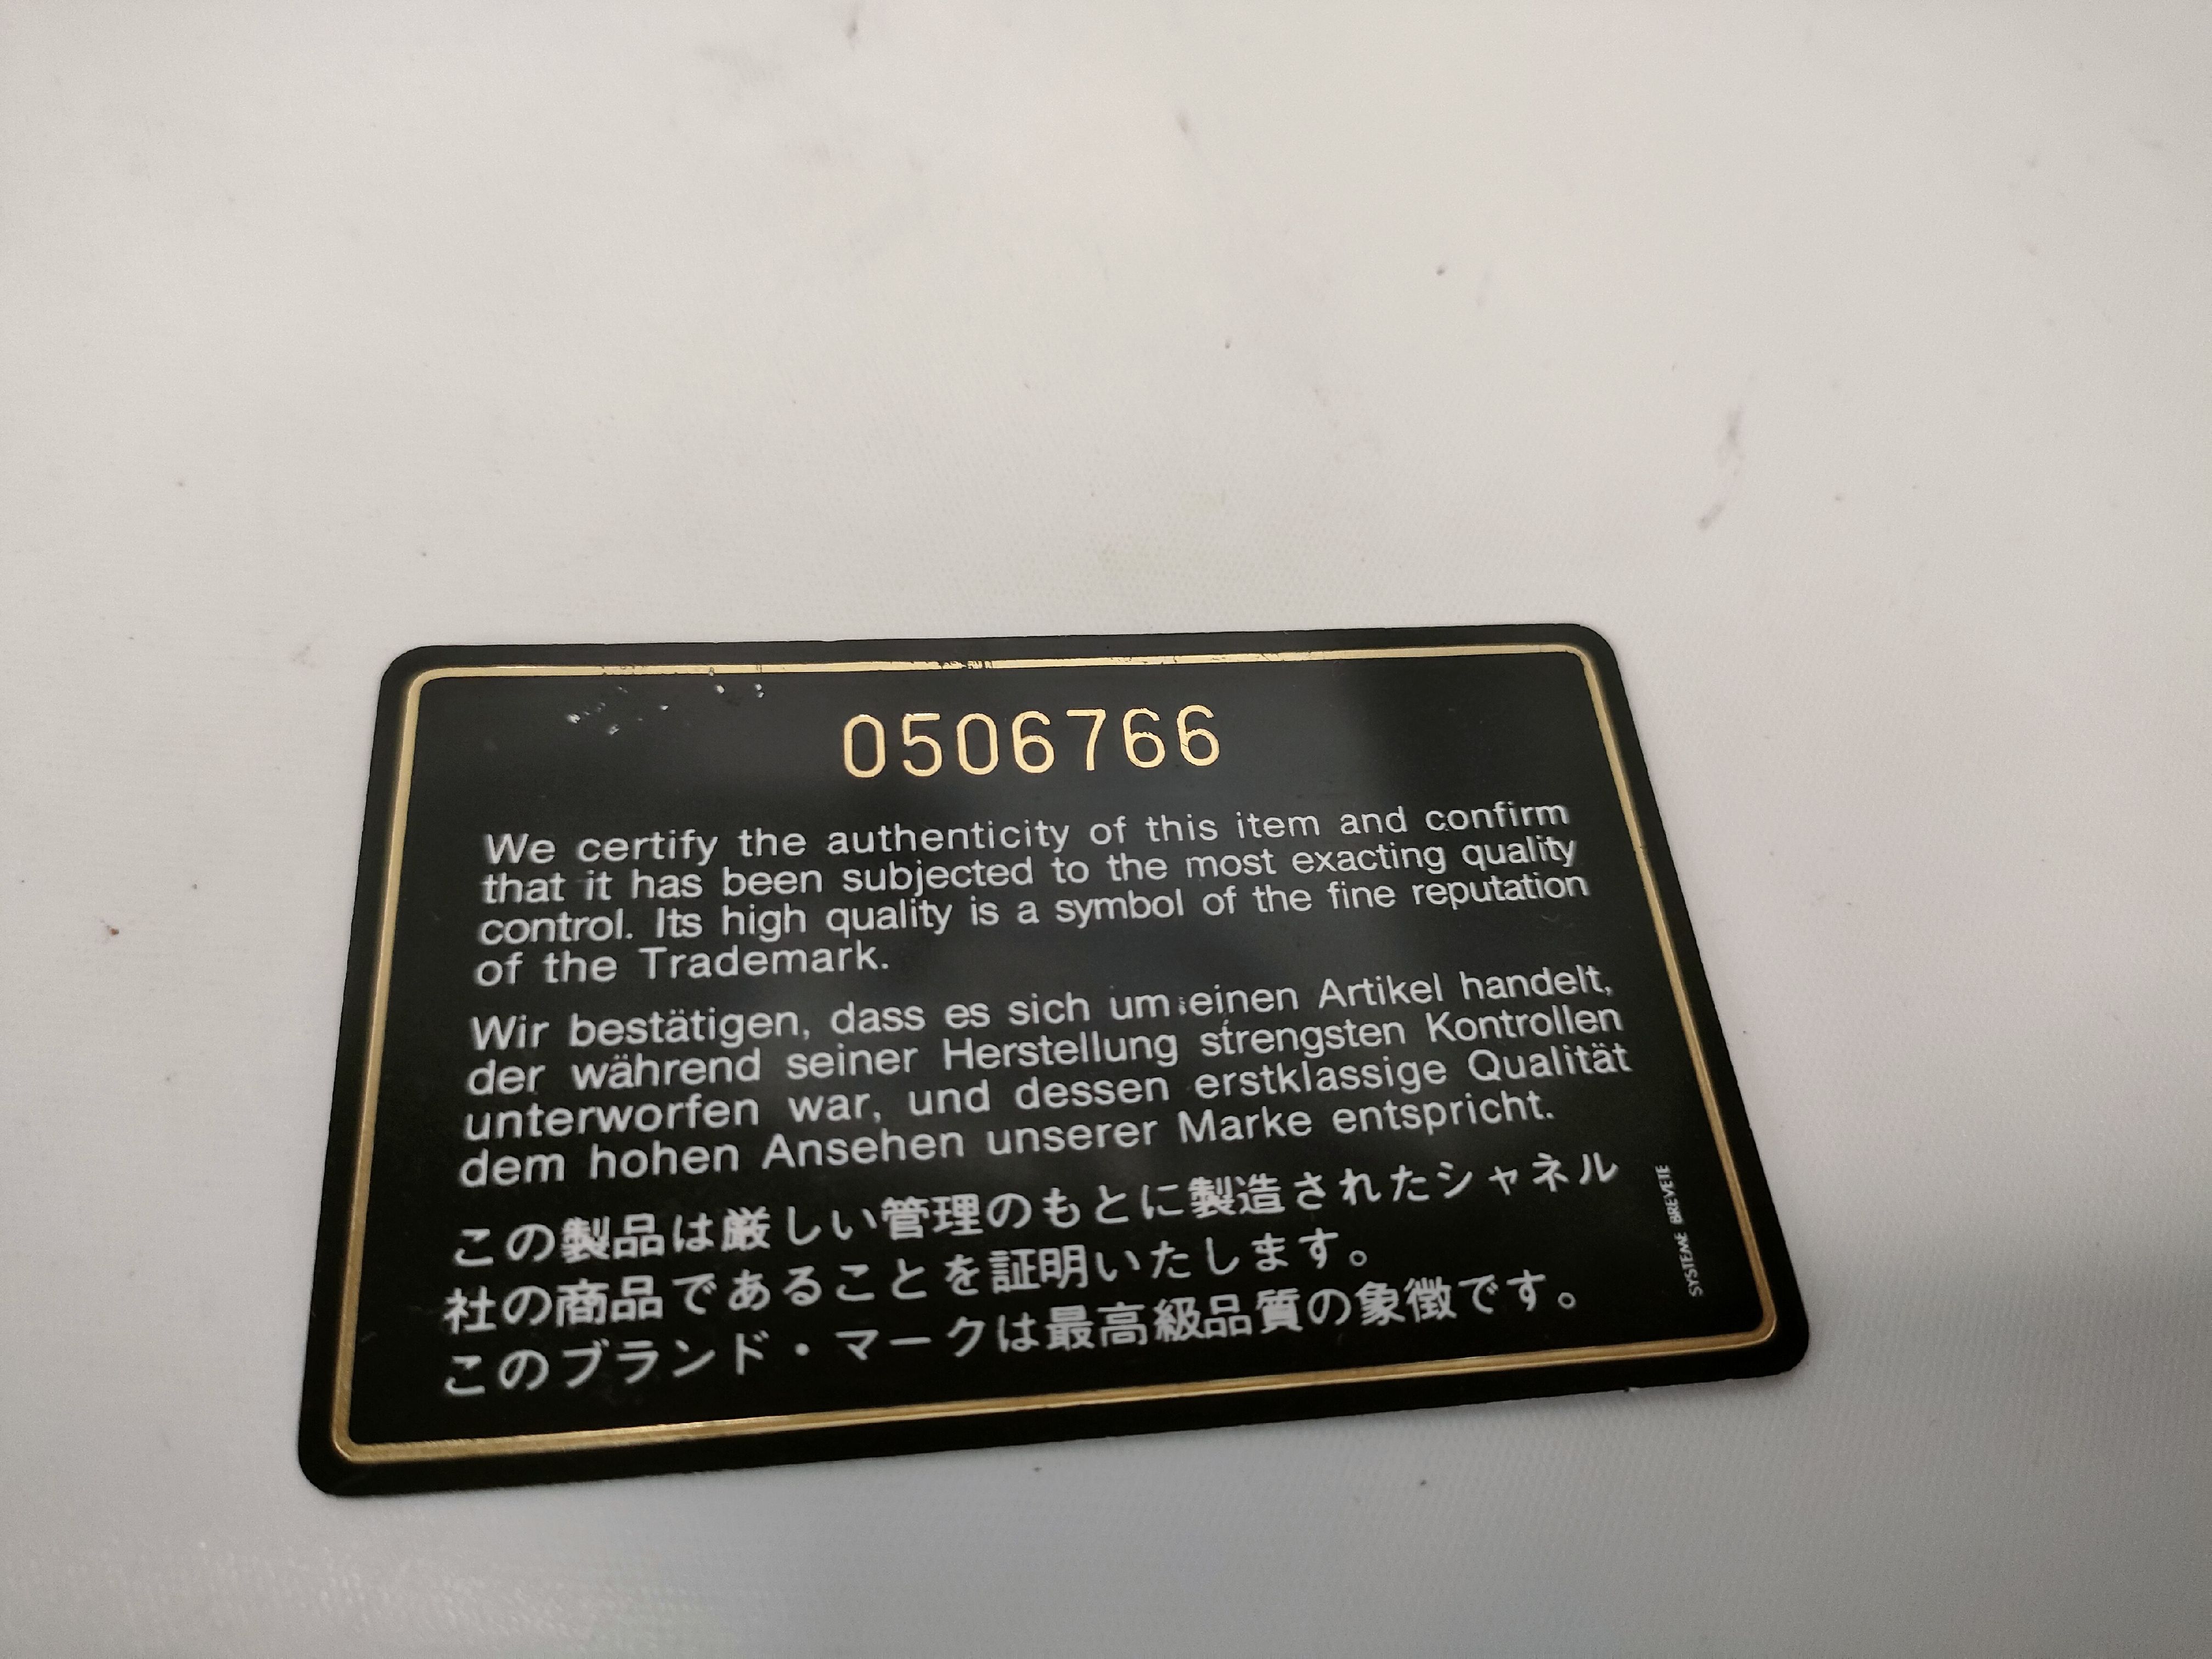 0506766
We certify the authenticity of this item and confirm
that it has been subjected to the most exacting quality
control. Its high quality is a symbol of the fine reputation
of the Trademark.
Wir bestätigen, dass es sich um einen Artikel handelt,
der während seiner Herstellung strengsten Kontrollen
unterworfen war, und dessen erstklassige Qualität
dem hohen Ansehen unserer Marke entspricht.
この製品は厳しい管理のもとに製造されたシャネル
社の商品であることを証明いたします。
このブランド・マークは最高級品質の象徴です。
SYSTEME BREVETE